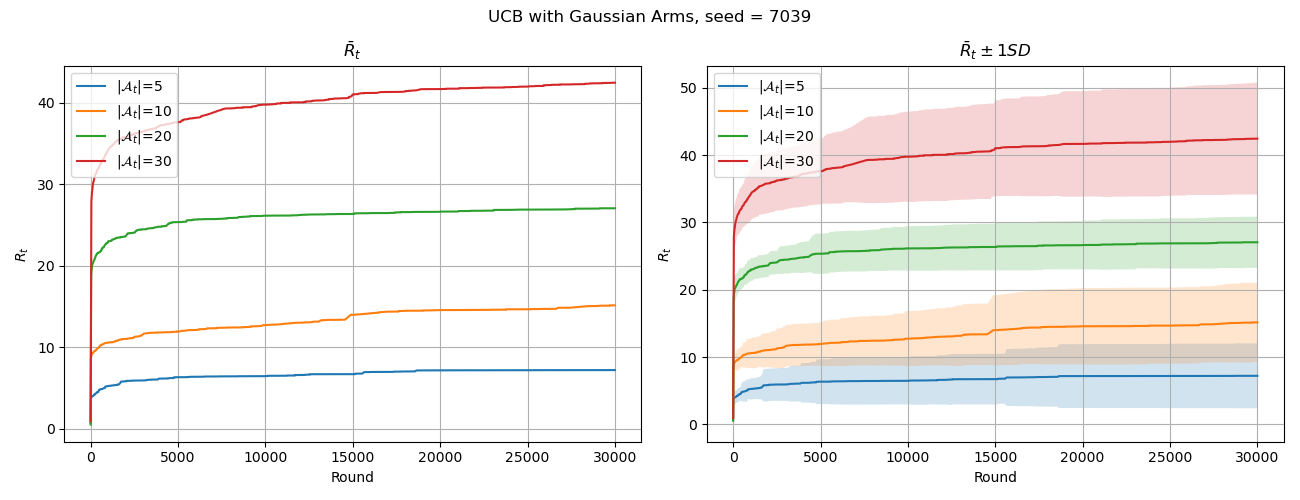 UCB with Gaussian Arms, seed = 7039
R̄ₜ
|𝒜ₜ|=5
|𝒜ₜ|=10
|𝒜ₜ|=20
|𝒜ₜ|=30
Rₜ
40
30
20
10
0
0 5000 10000 15000 20000 25000 30000
Round
R̄ₜ ± 1SD
|𝒜ₜ|=5
|𝒜ₜ|=10
|𝒜ₜ|=20
|𝒜ₜ|=30
Rₜ
50
40
30
20
10
0
0 5000 10000 15000 20000 25000 30000
Round